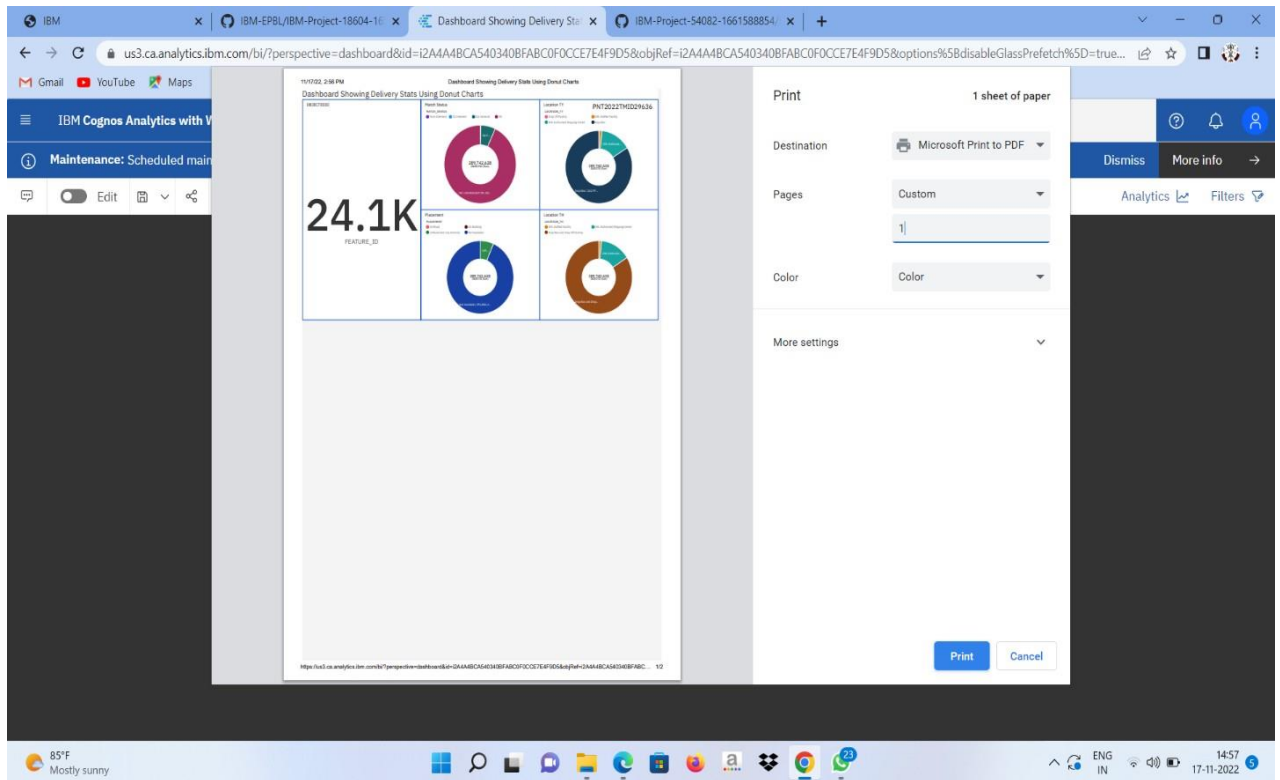 IBM
IBM-EPBL/IBM-Project-18604-16
Dashboard Showing Delivery Sta
IBM-Project-54082-1661588854/
us3.ca.analytics.ibm.com/bi/?perspective=dashboard&id=i2A4A4BCA540340BFABC0F0CCE7E4F9D5&objRef=i2A4A4BCA540340BFABC0F0CCE7E4F9D5&options%5BdisableGlassPrefetch%5D=true...
Gmail YouTube Maps
IBM Cognos Analytics with W
Maintenance: Scheduled main
Dismiss More info
Edit
Analytics Filters
11/17/22, 2:56 PM Dashboard Showing Delivery Stats Using Donut Charts
Dashboard Showing Delivery Stats Using Donut Charts
PNT2022TMID29636
24.1K
FEATURE_ID
1/2
Print 1 sheet of paper
Destination Microsoft Print to PDF
Pages Custom
1
Color Color
More settings
Print Cancel
85°F
Mostly sunny
23
ENG
IN
14:57
17-11-2022
5